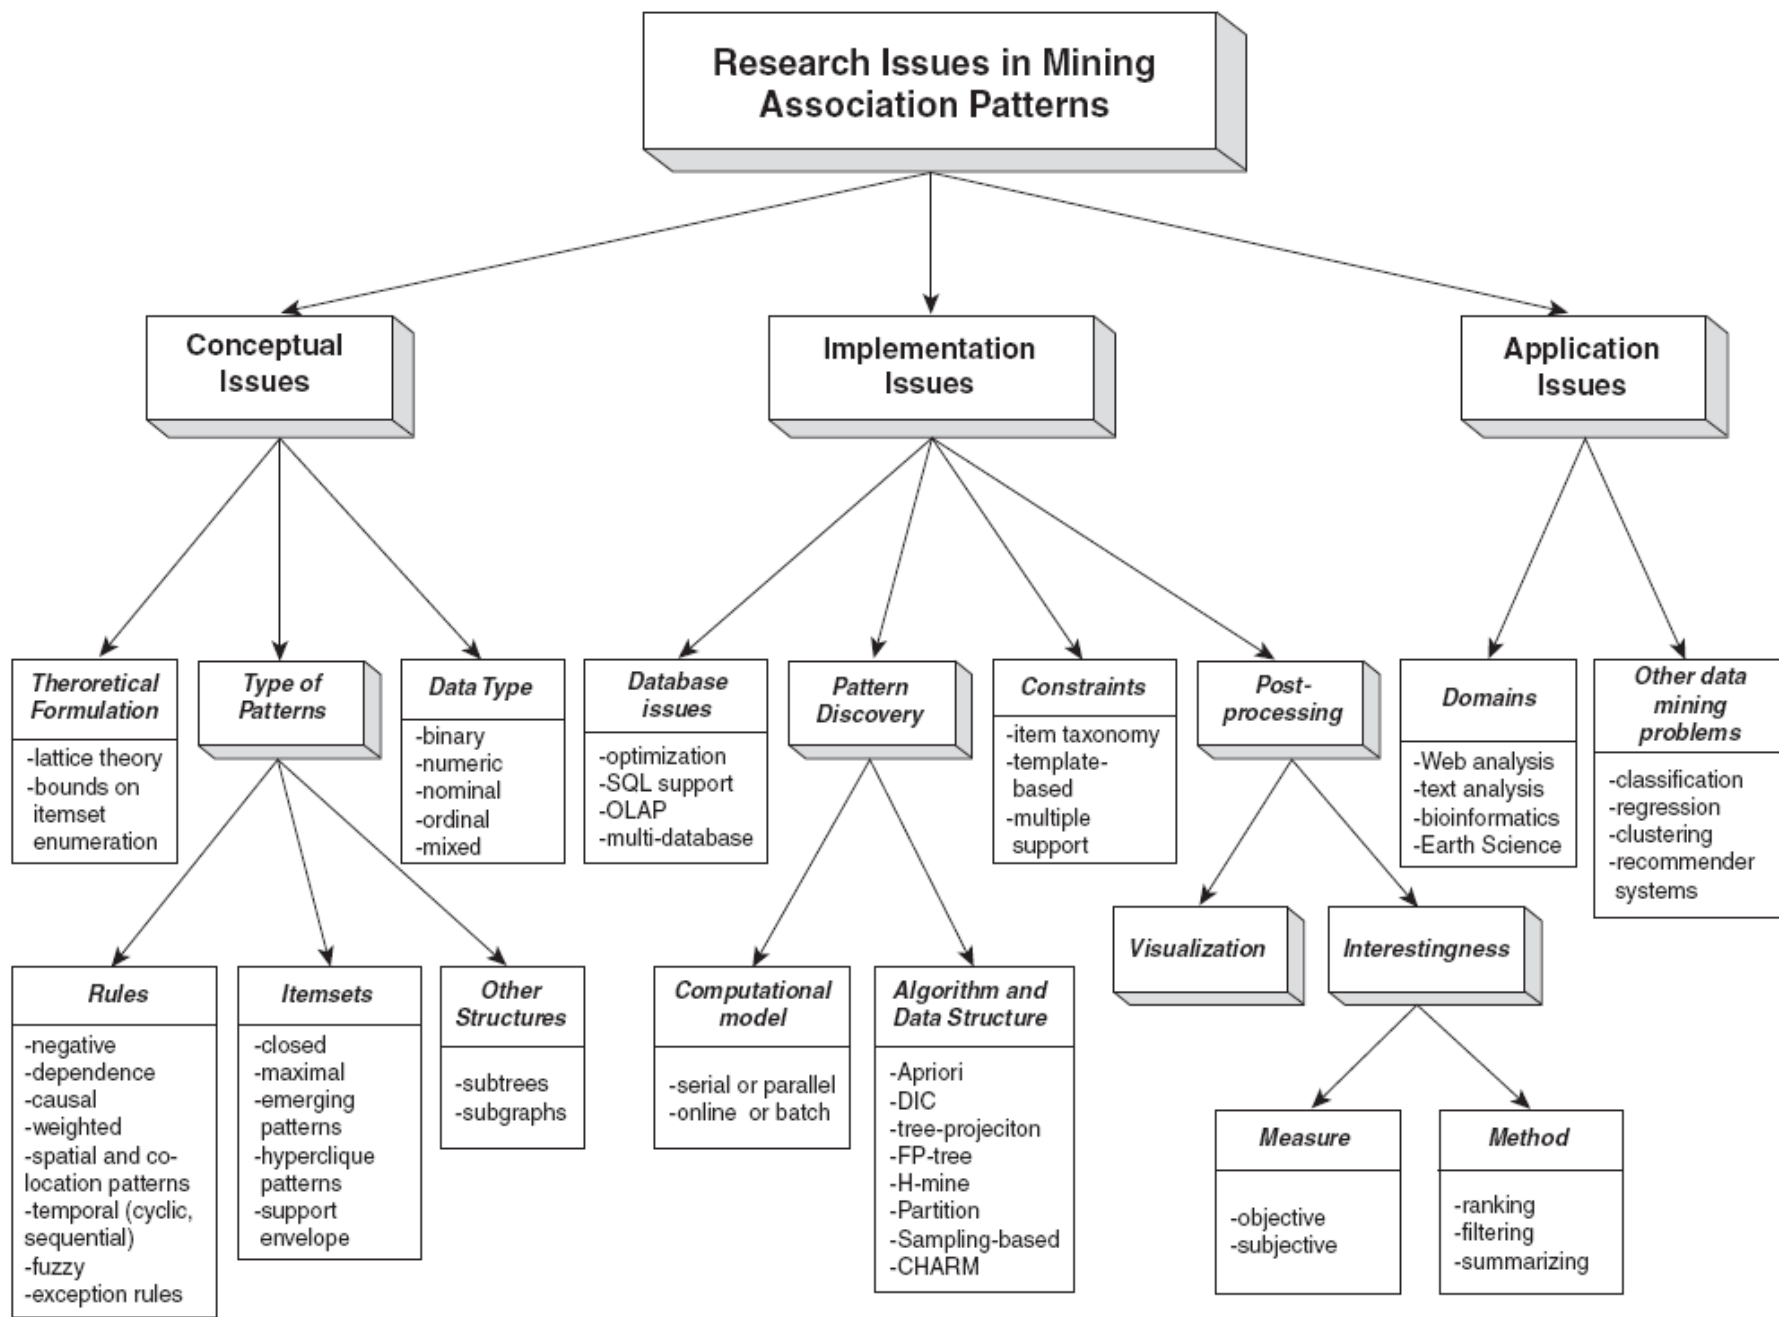 Research Issues in Mining
Association Patterns
Conceptual
Issues
Implementation
Issues
Application
Issues
Theroretical
Formulation
-lattice theory
-bounds on
itemset
enumeration
Type of
Patterns
Data Type
-binary
-numeric
-nominal
-ordinal
-mixed
Database
issues
-optimization
-SQL support
-OLAP
-multi-database
Pattern
Discovery
Constraints
-item taxonomy
-template-
based
-multiple
support
Post-
processing
Domains
-Web analysis
-text analysis
-bioinformatics
-Earth Science
Other data
mining
problems
-classification
-regression
-clustering
-recommender
systems
Rules
-negative
-dependence
-causal
-weighted
-spatial and co-
location patterns
-temporal (cyclic,
sequential)
-fuzzy
-exception rules
Itemsets
-closed
-maximal
-emerging
patterns
-hyperclique
patterns
-support
envelope
Other
Structures
-subtrees
-subgraphs
Computational
model
-serial or parallel
-online or batch
Algorithm and
Data Structure
-Apriori
-DIC
-tree-projeciton
-FP-tree
-H-mine
-Partition
-Sampling-based
-CHARM
Visualization
Interestingness
Measure
-objective
-subjective
Method
-ranking
-filtering
-summarizing